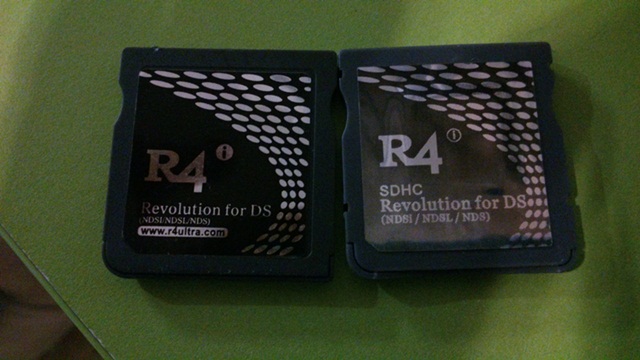 R4 i
Revolution for DS
(NDSI/NDSL/NDS)
www.r4ultra.com
R4 i
SDHC
Revolution for DS
(NDSi / NDSL / NDS)